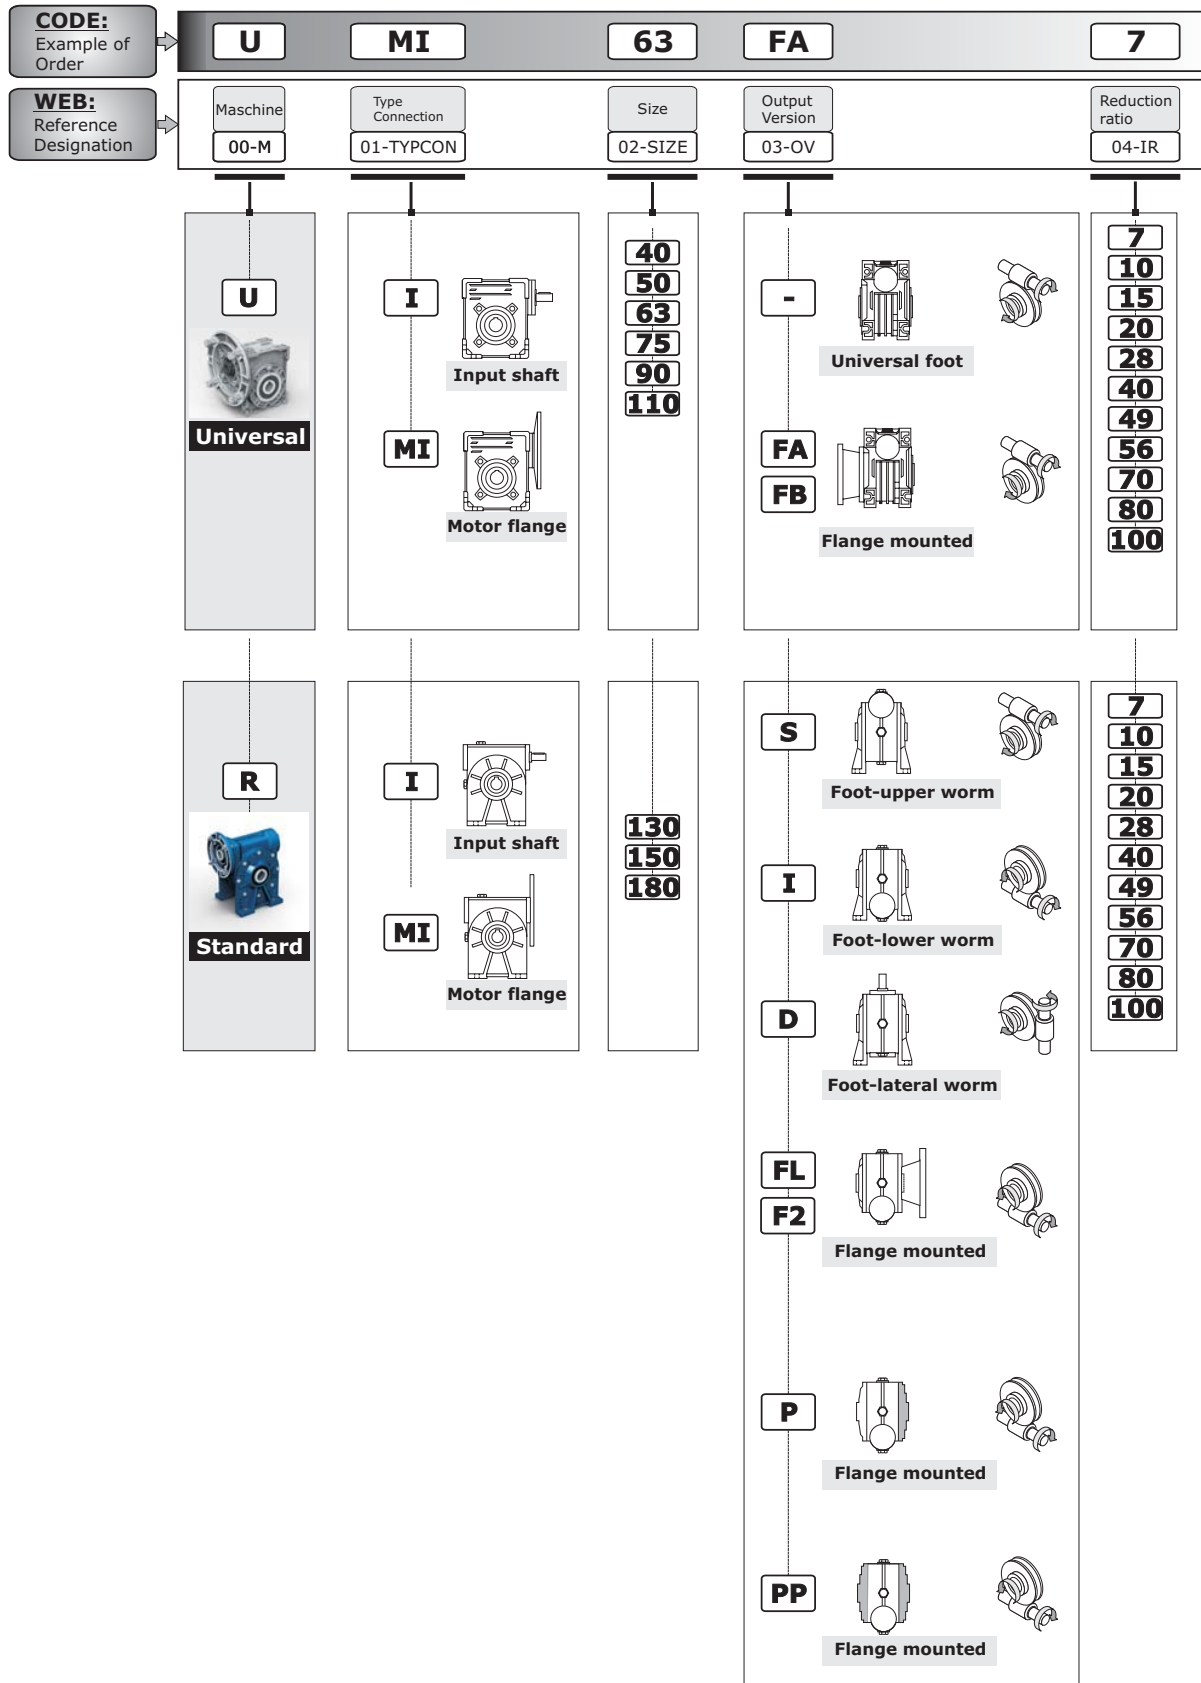 CODE:
Example of
Order
U MI 63 FA 7
WEB:
Reference
Designation
Maschine
00-M
Type
Connection
01-TYPCON
Size
02-SIZE
Output
Version
03-OV
Reduction
ratio
04-IR
U
Universal
I
Input shaft
MI
Motor flange
40
50
63
75
90
110
-
Universal foot
FA
FB
Flange mounted
7
10
15
20
28
40
49
56
70
80
100
R
Standard
I
Input shaft
MI
Motor flange
130
150
180
S
Foot-upper worm
I
Foot-lower worm
D
Foot-lateral worm
FL
F2
Flange mounted
P
Flange mounted
PP
Flange mounted
7
10
15
20
28
40
49
56
70
80
100